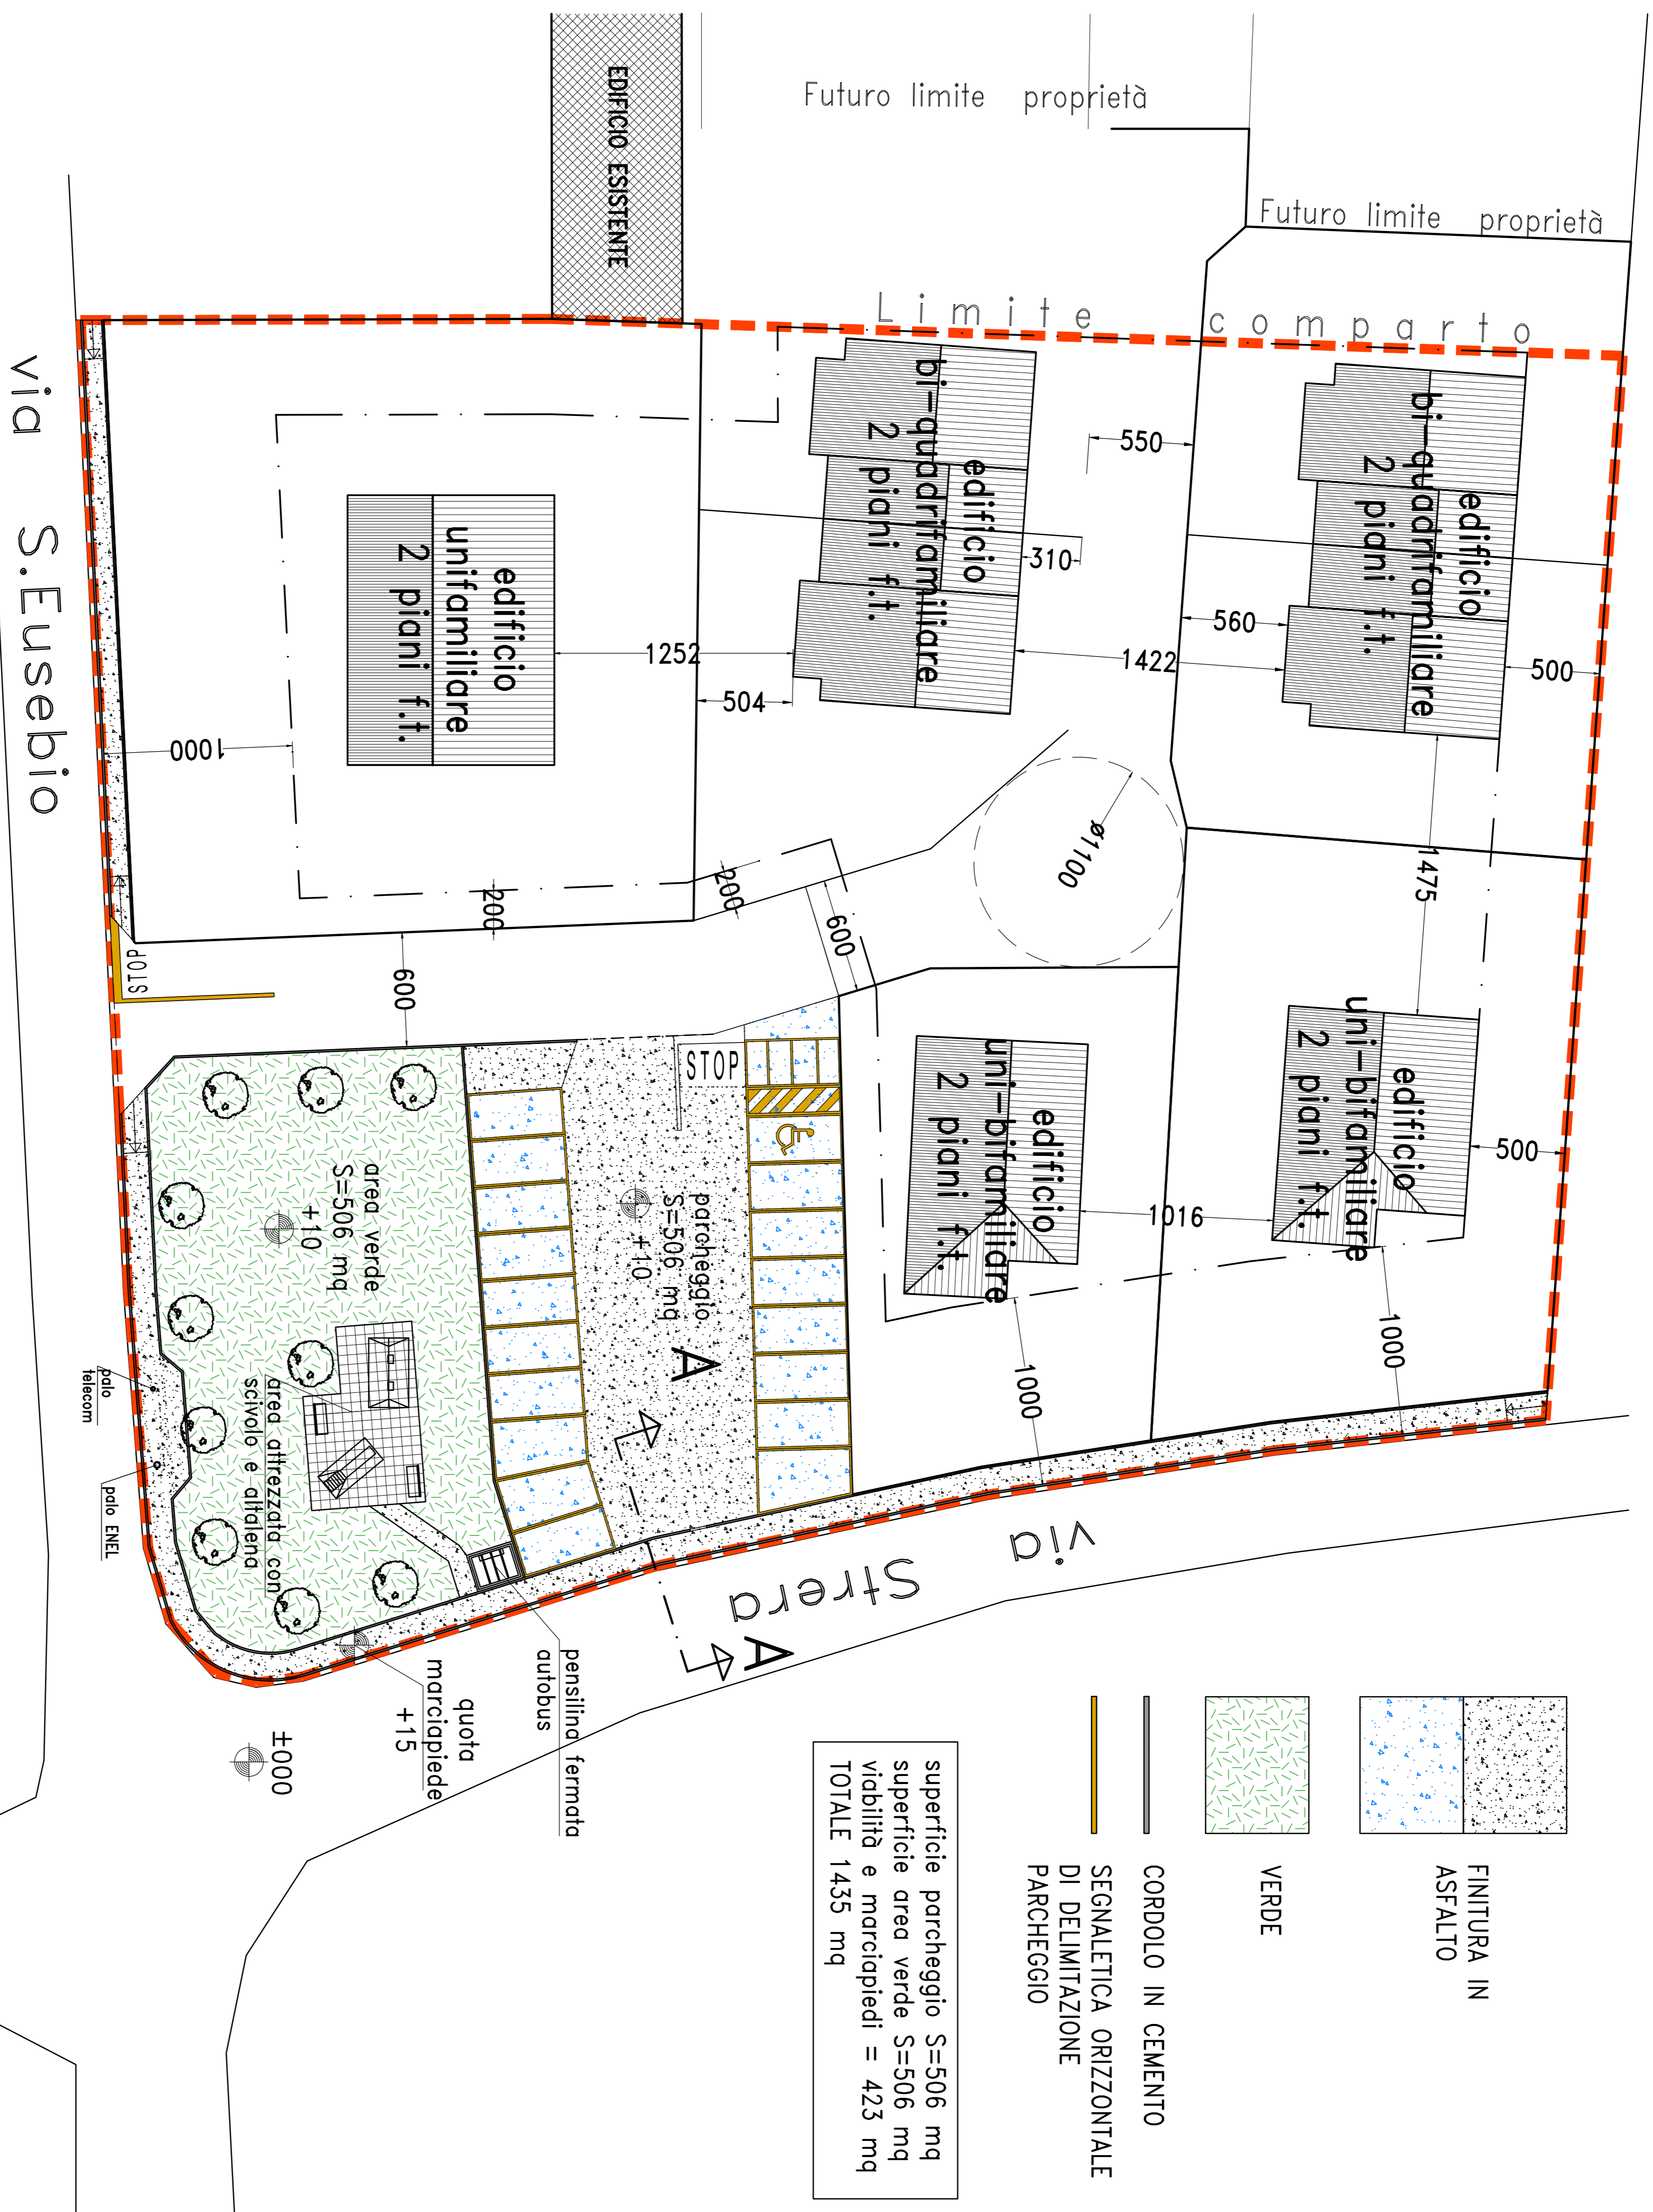 Futuro limite proprietà
Futuro limite proprietà
EDIFICIO ESISTENTE
Limite comparto
edificio
bi-quadrifamiliare
2 piani f.t.
edificio
bi-quadrifamiliare
2 piani f.t.
edificio
unifamiliare
2 piani f.t.
edificio
uni-bifamiliare
2 piani f.t.
edificio
uni-bifamiliare
2 piani f.t.
550
310
560
500
1252
1422
504
1000
1475
ø1100
200
200
600
600
500
1016
1000
1000
STOP
STOP
parcheggio
S=506 mq
+10
area verde
S=506 mq
+10
area attrezzata con
scivolo e altalena
palo
telecom
palo ENEL
A
A
via S.Eusebio
via Strera
pensilina fermata
autobus
quota
marciapiede
+15
±000
FINITURA IN
ASFALTO
VERDE
CORDOLO IN CEMENTO
SEGNALETICA ORIZZONTALE
DI DELIMITAZIONE
PARCHEGGIO
superficie parcheggio S=506 mq
superficie area verde S=506 mq
viabilità e marciapiedi = 423 mq
TOTALE 1435 mq